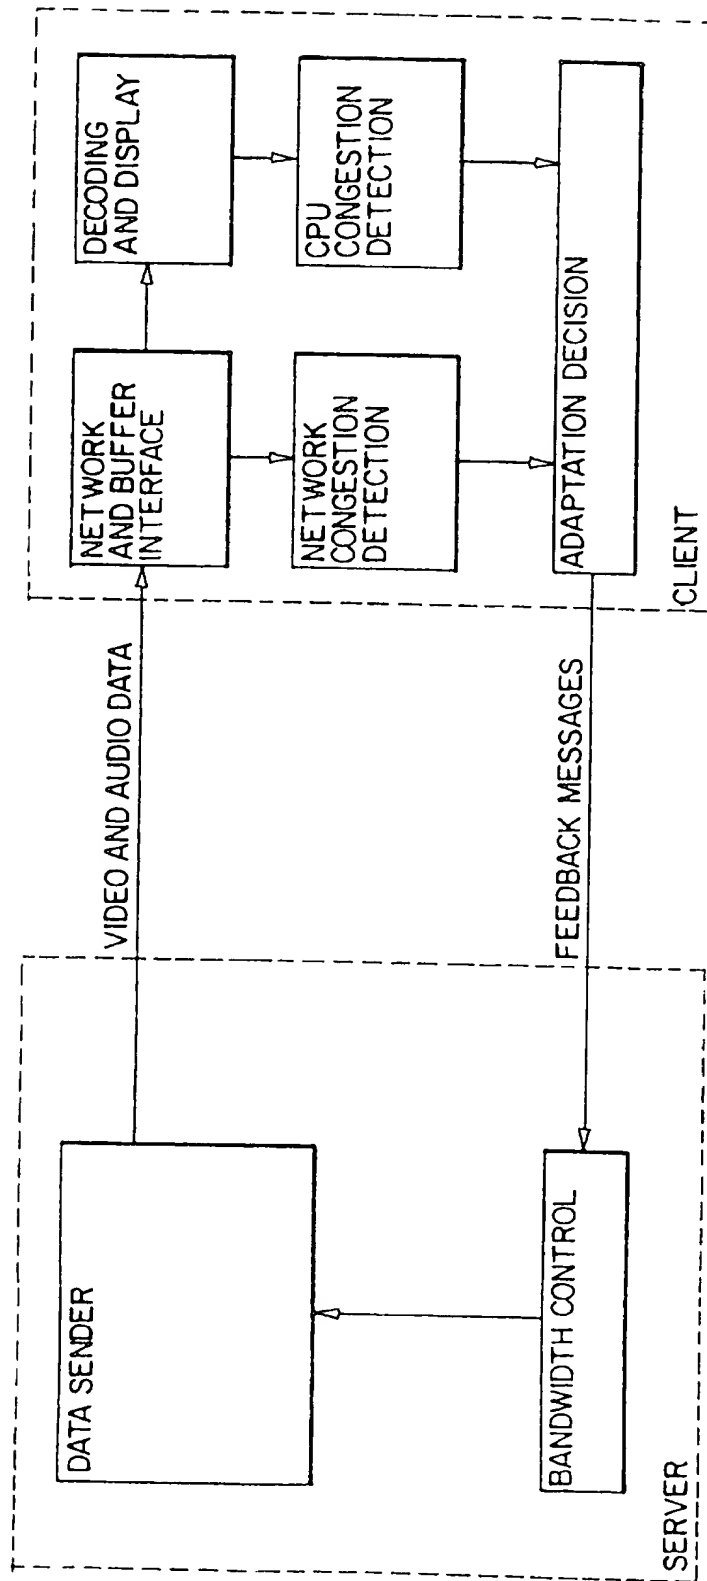 DATA SENDER
BANDWIDTH CONTROL
SERVER
VIDEO AND AUDIO DATA
FEEDBACK MESSAGES
NETWORK
AND BUFFER
INTERFACE
DECODING
AND DISPLAY
NETWORK
CONGESTION
DETECTION
CPU
CONGESTION
DETECTION
ADAPTATION DECISION
CLIENT